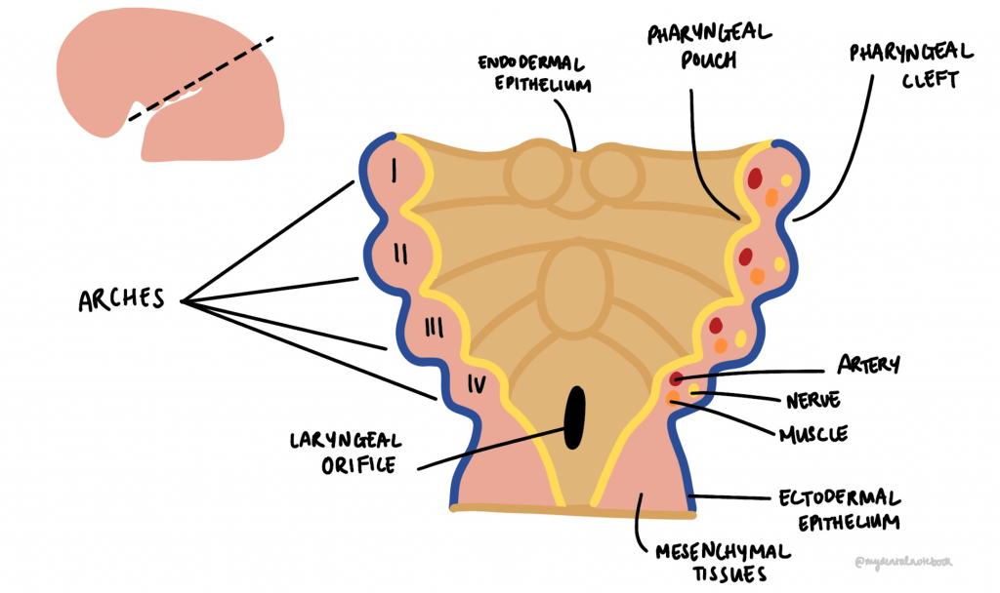 PHARYNGEAL
POUCH
PHARYNGEAL
CLEFT
ENDODERMAL
EPITHELIUM
I
II
III
IV
ARCHES
ARTERY
NERVE
MUSCLE
LARYNGEAL
ORIFICE
ECTODERMAL
EPITHELIUM
MESENCHYMAL
TISSUES
@mydentalnotebook